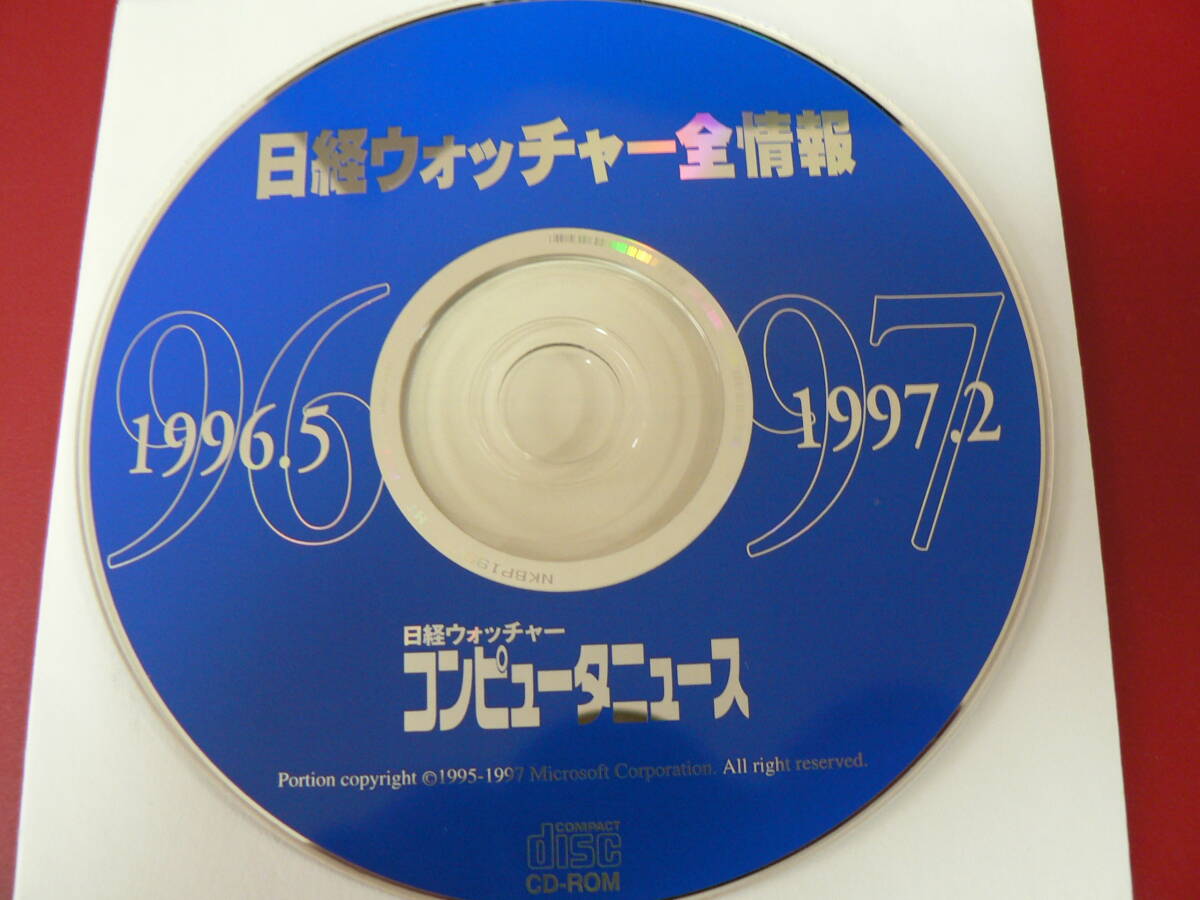 日経ウォッチャー全情報
96
97
1996.5
1997.2
NKBP19
日経ウォッチャー
コンピュータニュース
Portion copyright ©1995-1997 Microsoft Corporation. All right reserved.
COMPACT
disc
CD-ROM